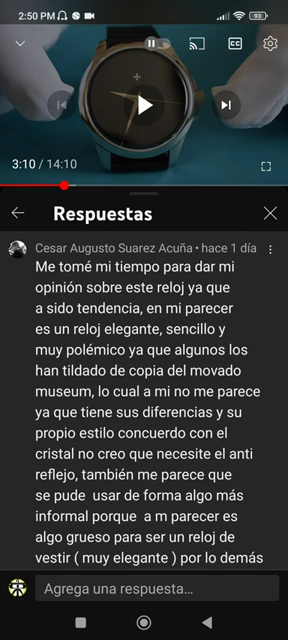 2:50 PM
93
CC
3:10 / 14:10
Respuestas
Cesar Augusto Suarez Acuña • hace 1 día
Me tomé mi tiempo para dar mi
opinión sobre este reloj ya que
a sido tendencia, en mi parecer
es un reloj elegante, sencillo y
muy polémico ya que algunos los
han tildado de copia del movado
museum, lo cual a mi no me parece
ya que tiene sus diferencias y su
propio estilo concuerdo con el
cristal no creo que necesite el anti
reflejo, también me parece que
se pude  usar de forma algo más
informal porque  a m parecer es
algo grueso para ser un reloj de
vestir ( muy elegante ) por lo demás
Agrega una respuesta...